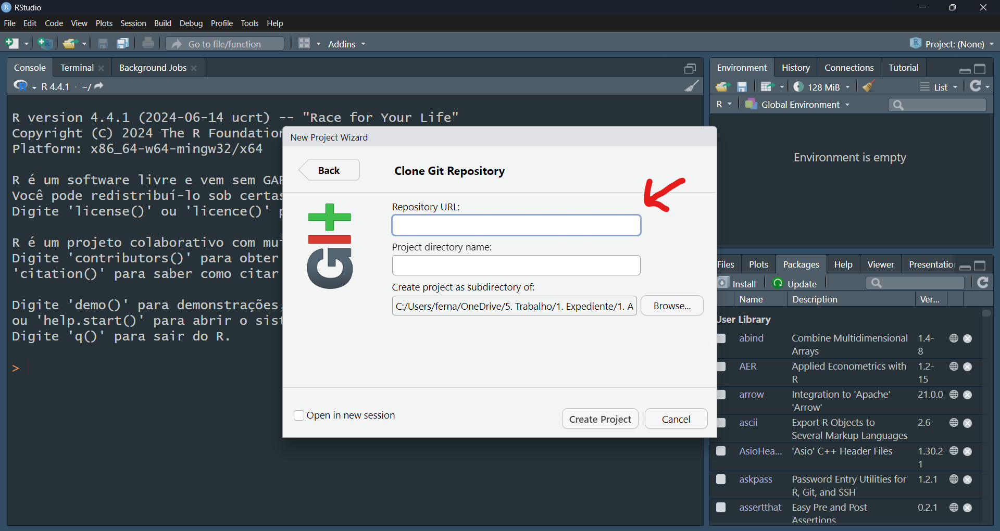 RStudio
File Edit Code View Plots Session Build Debug Profile Tools Help
Go to file/function
Addins
Project: (None)
Console Terminal Background Jobs
R 4.4.1 · ~/
R version 4.4.1 (2024-06-14 ucrt) -- "Race for Your Life"
Copyright (C) 2024 The R Foundation
Platform: x86_64-w64-mingw32/x64
R é um software livre e vem sem GAR
Você pode redistribuí-lo sob certas
Digite 'license()' ou 'licence()' p
R é um projeto colaborativo com mui
Digite 'contributors()' para obter
'citation()' para saber como citar
Digite 'demo()' para demonstrações,
ou 'help.start()' para abrir o sist
Digite 'q()' para sair do R.
>
New Project Wizard
Back
Clone Git Repository
Git
Repository URL:
Project directory name:
Create project as subdirectory of:
C:/Users/ferna/OneDrive/5. Trabalho/1. Expediente/1. A
Browse...
Open in new session
Create Project
Cancel
Environment History Connections Tutorial
128 MiB
List
R
Global Environment
Environment is empty
Files Plots Packages Help Viewer Presentation
Install Update
Name Description Ver...
User Library
abind Combine Multidimensional 1.4-
Arrays 8
AER Applied Econometrics with 1.2-
R 15
arrow Integration to 'Apache' 21.0.0.
'Arrow'
ascii Export R Objects to 2.6
Several Markup Languages
AsioHea... 'Asio' C++ Header Files 1.30.2-
1
askpass Password Entry Utilities for 1.2.1
R, Git, and SSH
assertthat Easy Pre and Post 0.2.1
Assertions